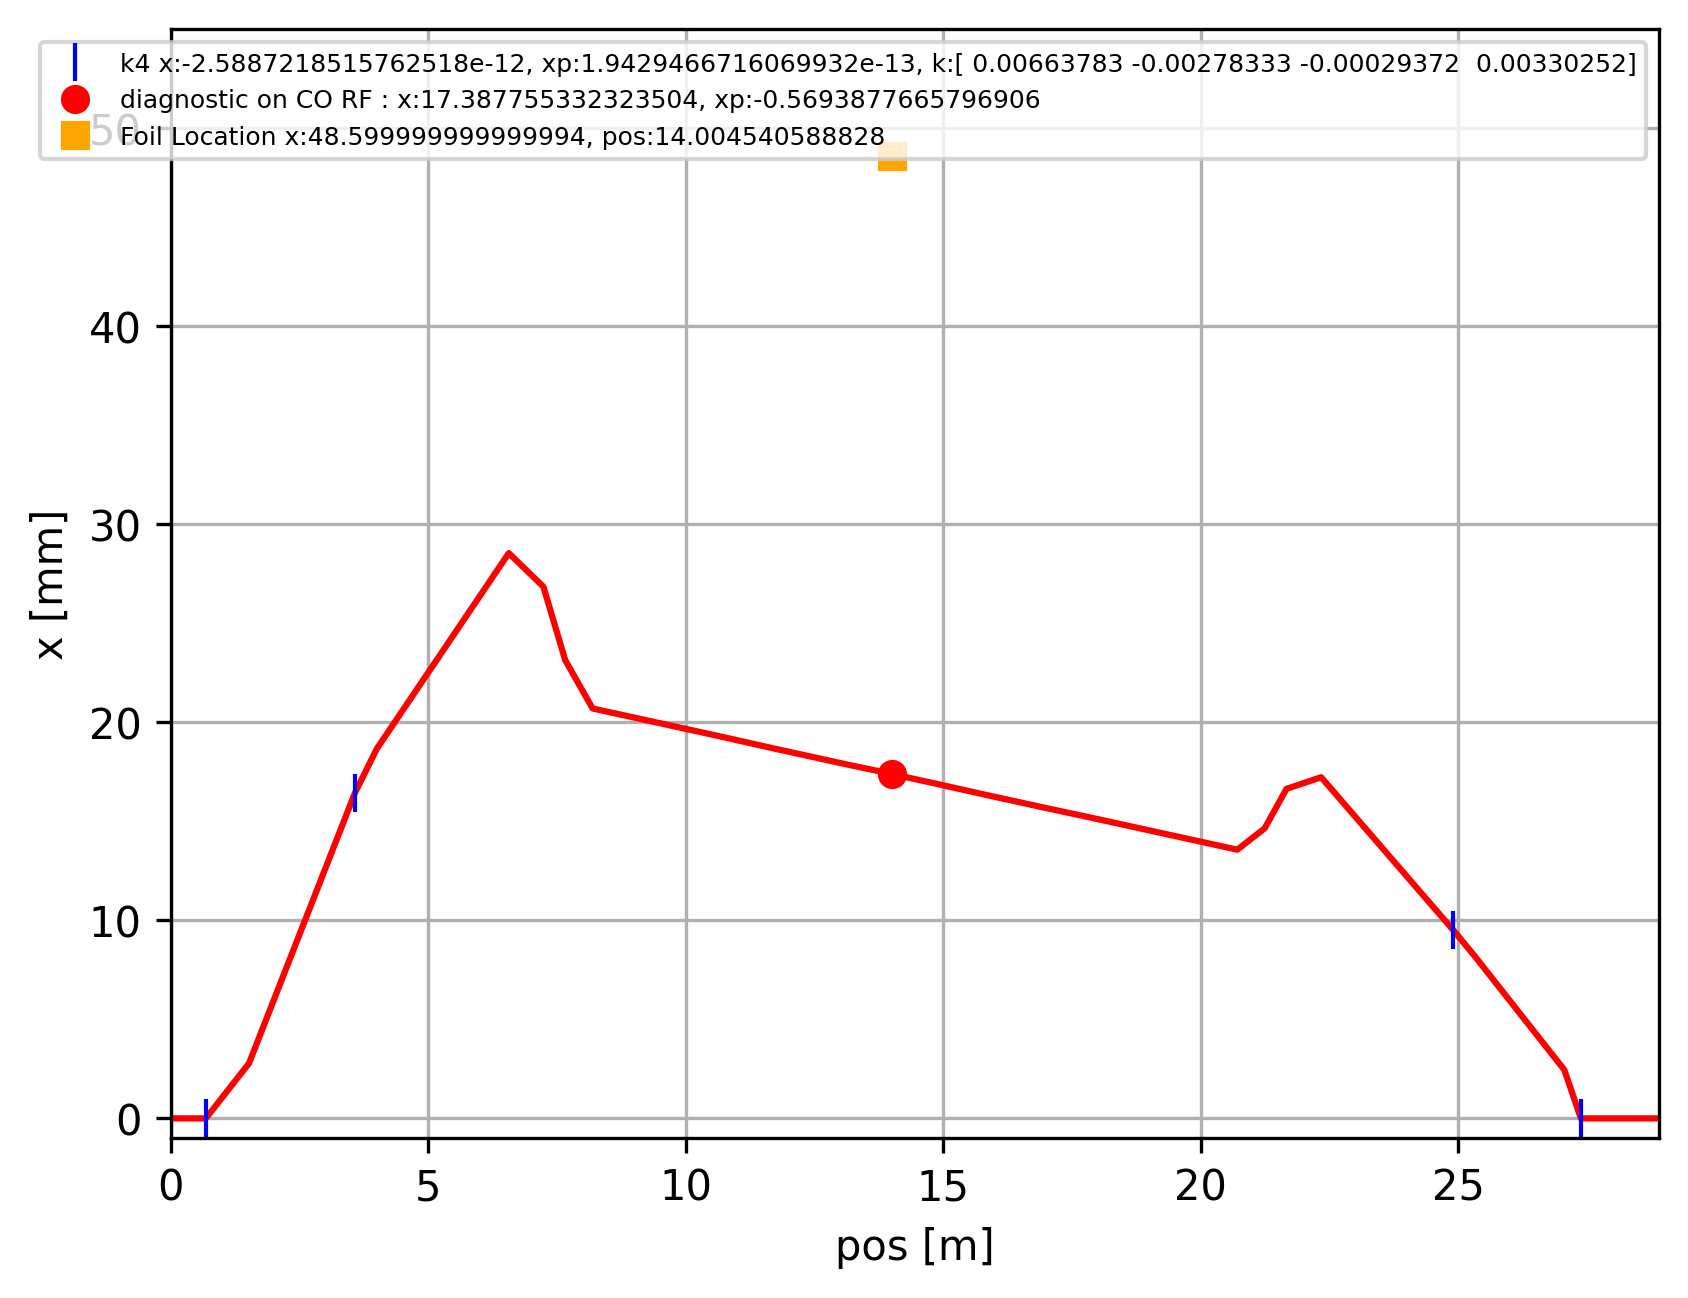 k4 x:-2.5887218515762518e-12, xp:1.9429466716069932e-13, k:[ 0.00663783 -0.00278333 -0.00029372  0.00330252]
diagnostic on CO RF : x:17.387755332323504, xp:-0.5693877665796906
Foil Location x:48.599999999999994, pos:14.004540588828
50
40
30
20
10
0
x [mm]
0 5 10 15 20 25
pos [m]